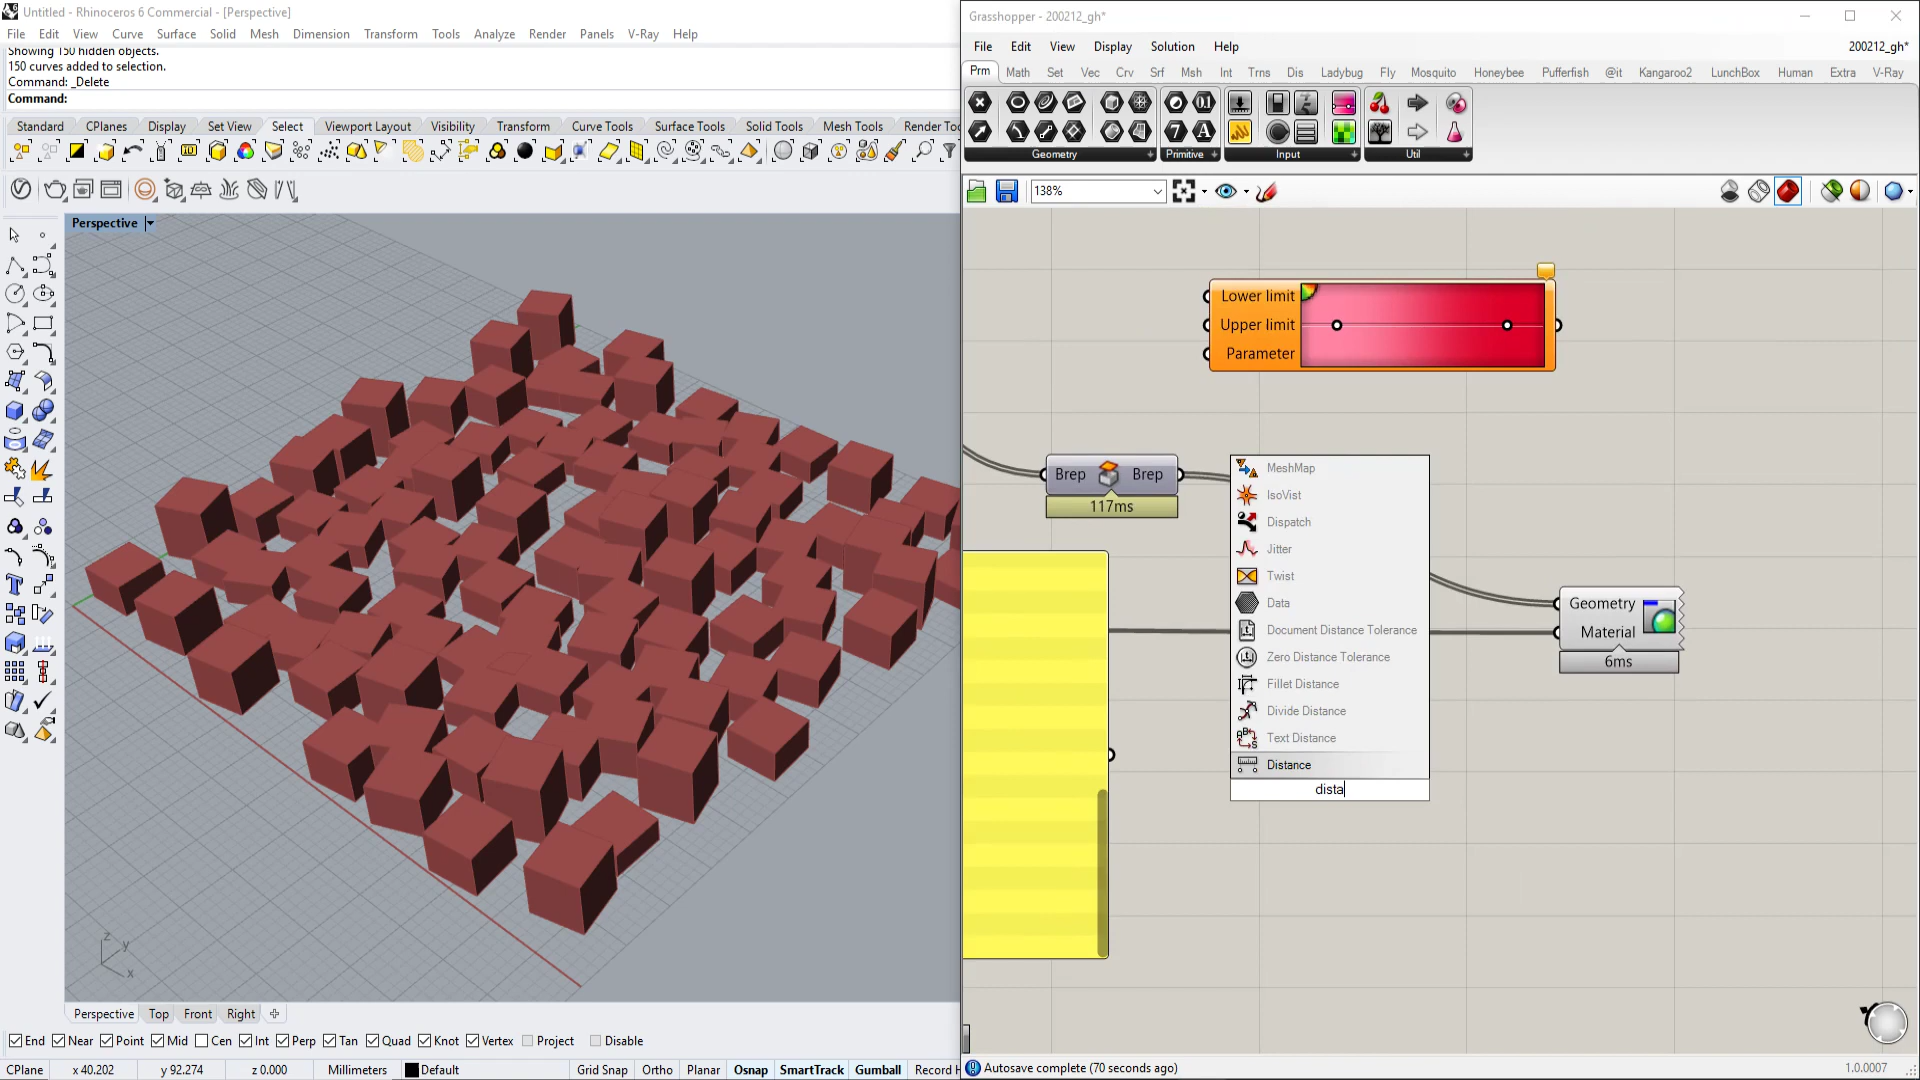 Untitled - Rhinoceros 6 Commercial - [Perspective]
File Edit View Curve Surface Solid Mesh Dimension Transform Tools Analyze Render Panels V-Ray Help
Showing 150 hidden objects.
150 curves added to selection.
Command: _Delete
Command:
Standard CPlanes Display Set View Select Viewport Layout Visibility Transform Curve Tools Surface Tools Solid Tools Mesh Tools Render To
Perspective
z y x
Perspective Top Front Right
End Near Point Mid Cen Int Perp Tan Quad Knot Vertex Project Disable
CPlane x 40.202 y 92.274 z 0.000 Millimeters Default Grid Snap Ortho Planar Osnap SmartTrack Gumball Record H
Grasshopper - 200212_gh*
File Edit View Display Solution Help 200212_gh*
Prm Math Set Vec Crv Srf Msh Int Trns Dis Ladybug Fly Mosquito Honeybee Pufferfish @it Kangaroo2 LunchBox Human Extra V-Ray
Geometry Primitive Input Util
138%
Lower limit
Upper limit
Parameter
Brep Brep
117ms
MeshMap
IsoVist
Dispatch
Jitter
Twist
Data
Document Distance Tolerance
Zero Distance Tolerance
Fillet Distance
Divide Distance
Text Distance
Distance
dista
Geometry
Material
6ms
Autosave complete (70 seconds ago) 1.0.0007